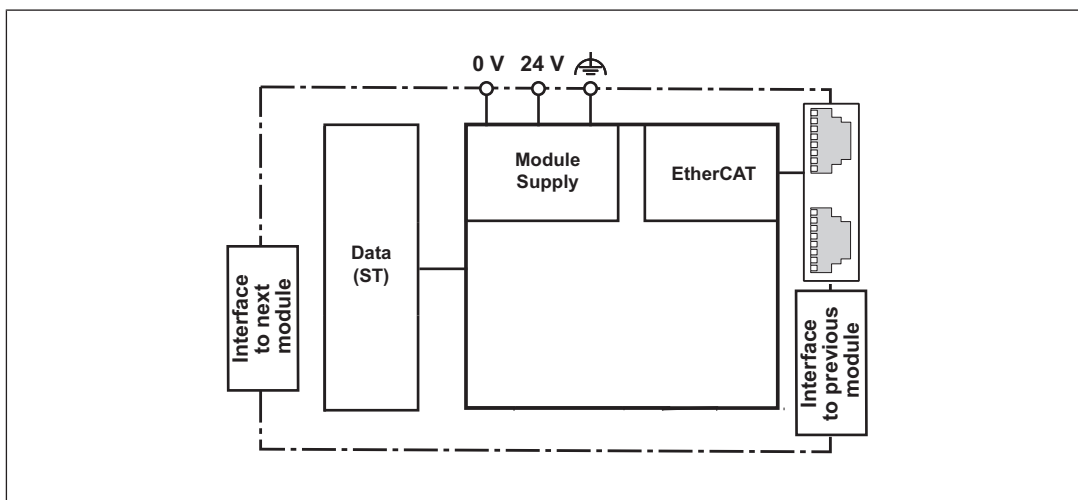 0 V 24 V
Module
Supply
EtherCAT
Data
(ST)
Interface
to next
module
Interface
to previous
module